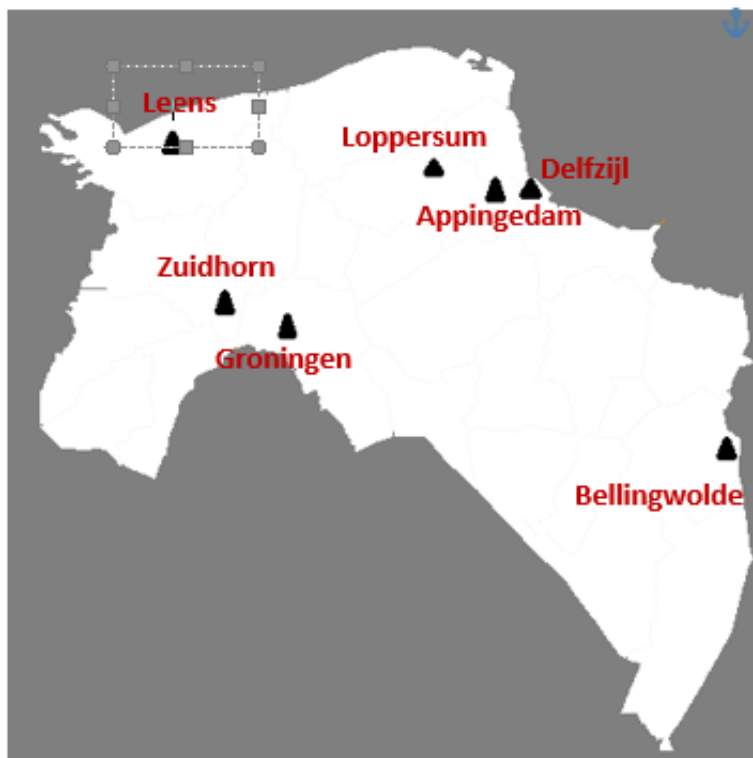 Leens
Loppersum
Delfzijl
Appingedam
Zuidhorn
Groningen
Bellingwolde